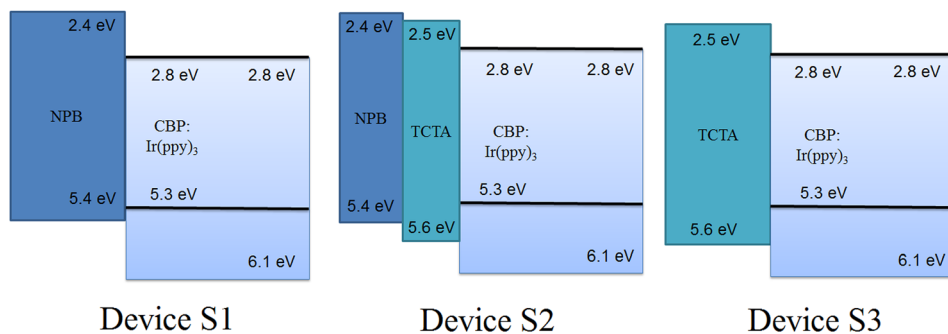 2.4 eV
2.8 eV 2.8 eV
NPB
CBP:
Ir(ppy)3
5.4 eV
5.3 eV
6.1 eV
Device S1
2.4 eV
2.5 eV
2.8 eV 2.8 eV
NPB
TCTA
CBP:
Ir(ppy)3
5.3 eV
5.4 eV
5.6 eV
6.1 eV
Device S2
2.5 eV
2.8 eV 2.8 eV
TCTA
CBP:
Ir(ppy)3
5.3 eV
5.6 eV
6.1 eV
Device S3